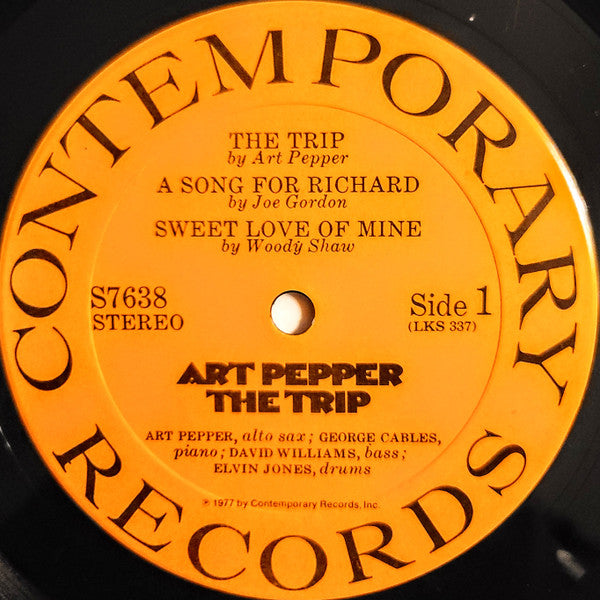 CONTEMPORARY RECORDS
THE TRIP
by Art Pepper
A SONG FOR RICHARD
by Joe Gordon
SWEET LOVE OF MINE
by Woody Shaw
S7638
STEREO
Side 1
(LKS 337)
ART PEPPER
THE TRIP
ART PEPPER, alto sax; GEORGE CABLES,
piano; DAVID WILLIAMS, bass;
ELVIN JONES, drums
℗ 1977 by Contemporary Records, Inc.